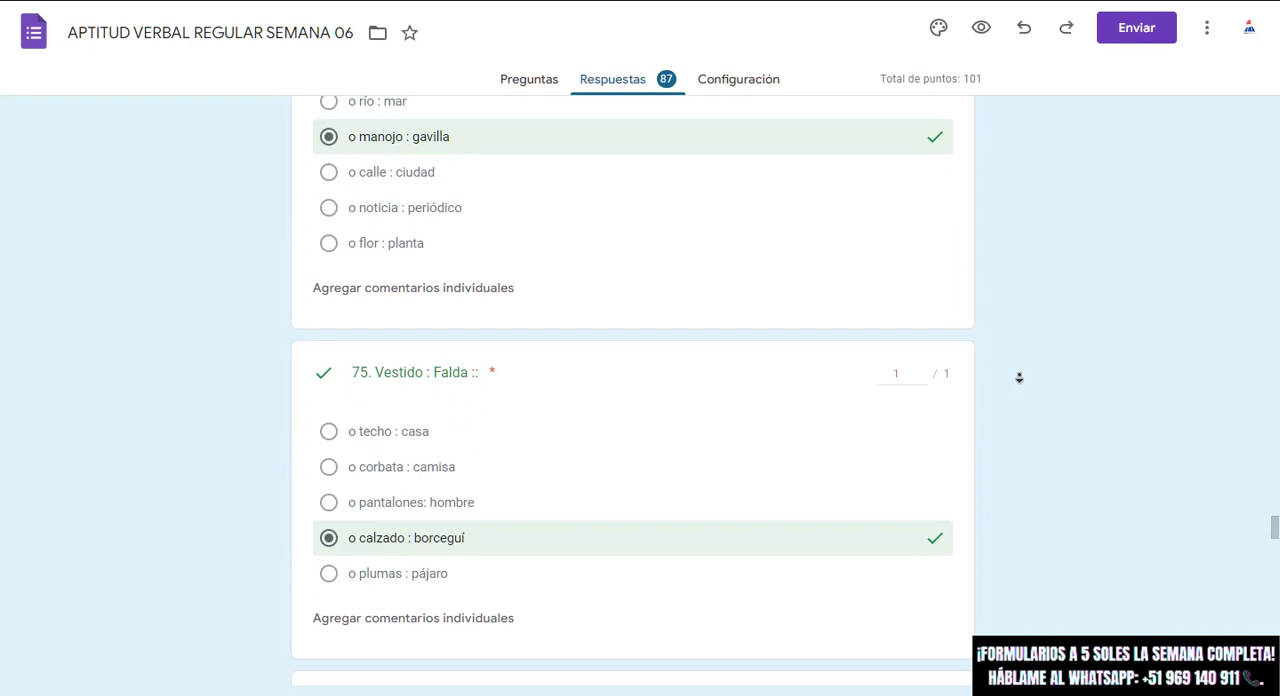 APTITUD VERBAL REGULAR SEMANA 06
Enviar
Preguntas
Respuestas 87
Configuración
Total de puntos: 101
o río : mar
o manojo : gavilla
o calle : ciudad
o noticia : periódico
o flor : planta
Agregar comentarios individuales
75. Vestido : Falda :: *
1 / 1
o techo : casa
o corbata : camisa
o pantalones: hombre
o calzado : borceguí
o plumas : pájaro
Agregar comentarios individuales
¡FORMULARIOS A 5 SOLES LA SEMANA COMPLETA!
HÁBLAME AL WHATSAPP: +51 969 140 911 📞.